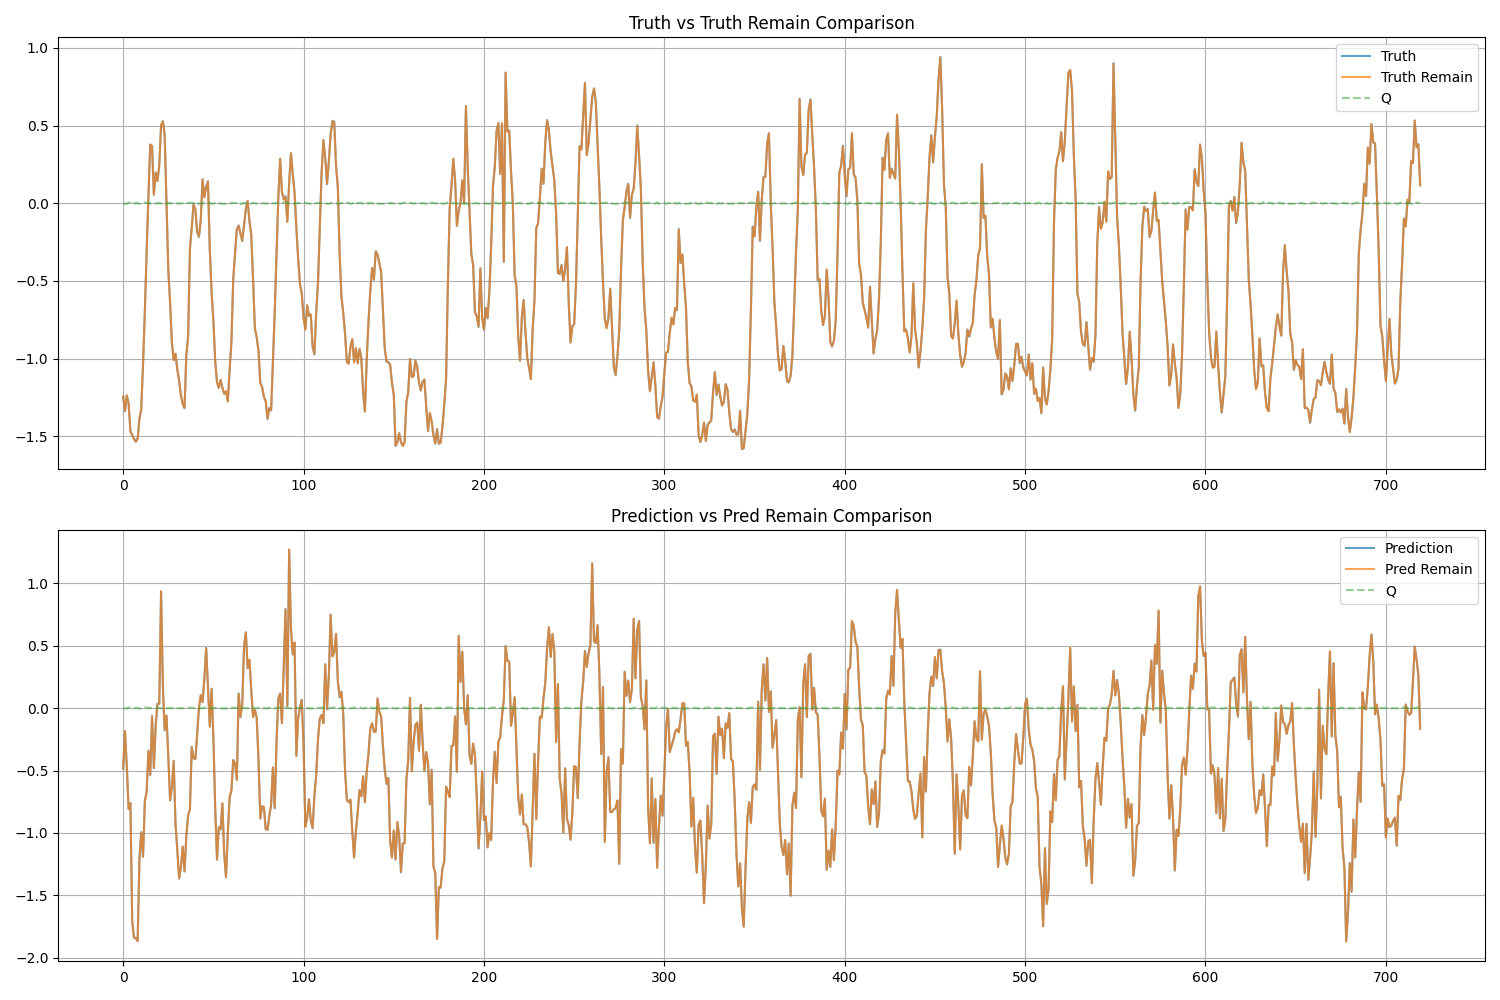 Truth vs Truth Remain Comparison
1.0
0.5
0.0
−0.5
−1.0
−1.5
Truth
Truth Remain
Q
0 100 200 300 400 500 600 700
Prediction vs Pred Remain Comparison
1.0
0.5
0.0
−0.5
−1.0
−1.5
−2.0
Prediction
Pred Remain
Q
0 100 200 300 400 500 600 700